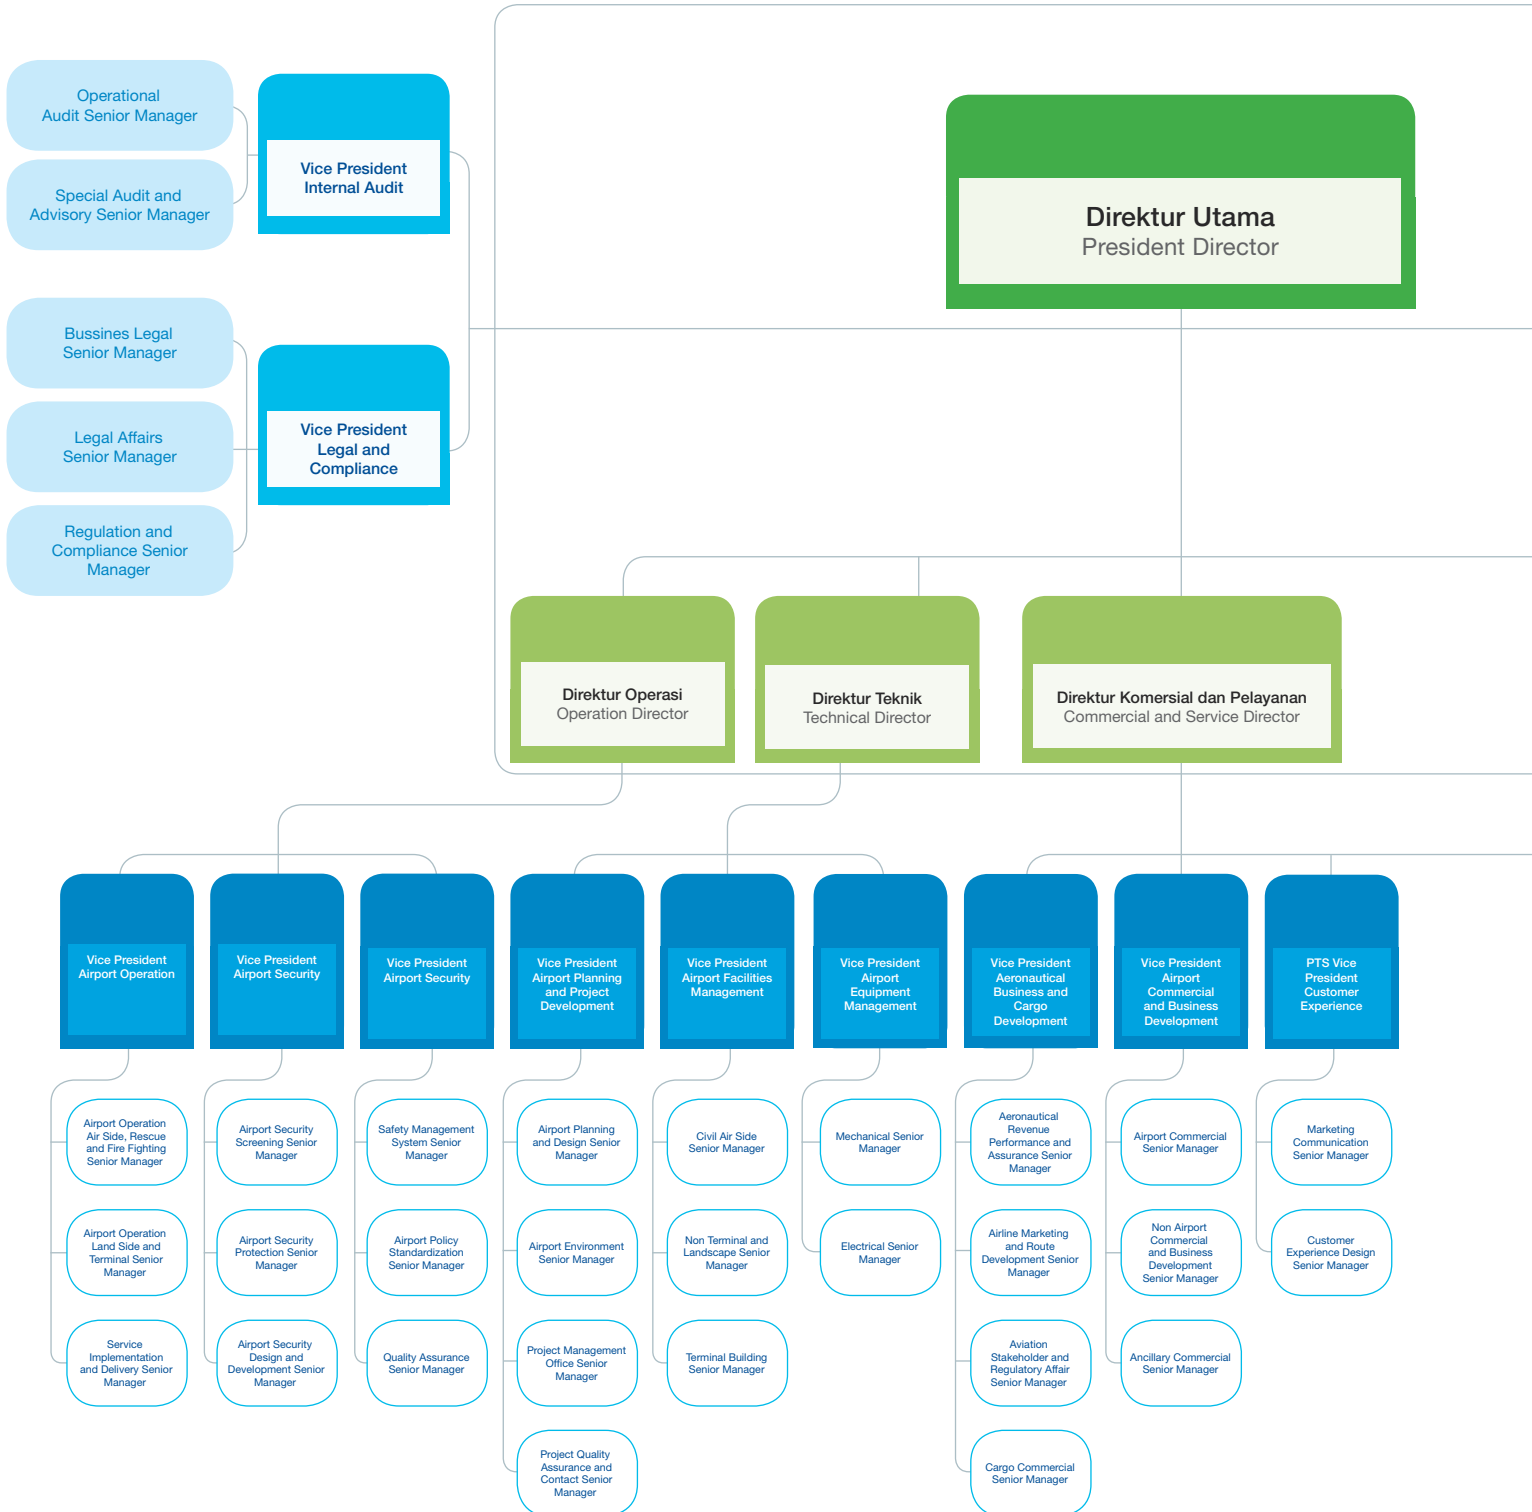 Operational
Audit Senior Manager
Special Audit and
Advisory Senior Manager
Vice President
Internal Audit
Direktur Utama
President Director
Bussines Legal
Senior Manager
Legal Affairs
Senior Manager
Regulation and
Compliance Senior
Manager
Vice President
Legal and
Compliance
Direktur Operasi
Operation Director
Direktur Teknik
Technical Director
Direktur Komersial dan Pelayanan
Commercial and Service Director
Vice President
Airport Operation
Vice President
Airport Security
Vice President
Airport Security
Vice President
Airport Planning
and Project
Development
Vice President
Airport Facilities
Management
Vice President
Airport
Equipment
Management
Vice President
Aeronautical
Business and
Cargo
Development
Vice President
Airport
Commercial
and Business
Development
PTS Vice
President
Customer
Experience
Airport Operation
Air Side, Rescue
and Fire Fighting
Senior Manager
Airport Security
Screening Senior
Manager
Safety Management
System Senior
Manager
Airport Planning
and Design Senior
Manager
Civil Air Side
Senior Manager
Mechanical Senior
Manager
Aeronautical
Revenue
Performance and
Assurance Senior
Manager
Airport Commercial
Senior Manager
Marketing
Communication
Senior Manager
Airport Operation
Land Side and
Terminal Senior
Manager
Airport Security
Protection Senior
Manager
Airport Policy
Standardization
Senior Manager
Airport Environment
Senior Manager
Non Terminal and
Landscape Senior
Manager
Electrical Senior
Manager
Airline Marketing
and Route
Development Senior
Manager
Non Airport
Commercial
and Business
Development
Senior Manager
Customer
Experience Design
Senior Manager
Service
Implementation
and Delivery Senior
Manager
Airport Security
Design and
Development Senior
Manager
Quality Assurance
Senior Manager
Project Management
Office Senior
Manager
Terminal Building
Senior Manager
Aviation
Stakeholder and
Regulatory Affair
Senior Manager
Ancillary Commercial
Senior Manager
Project Quality
Assurance and
Contact Senior
Manager
Cargo Commercial
Senior Manager